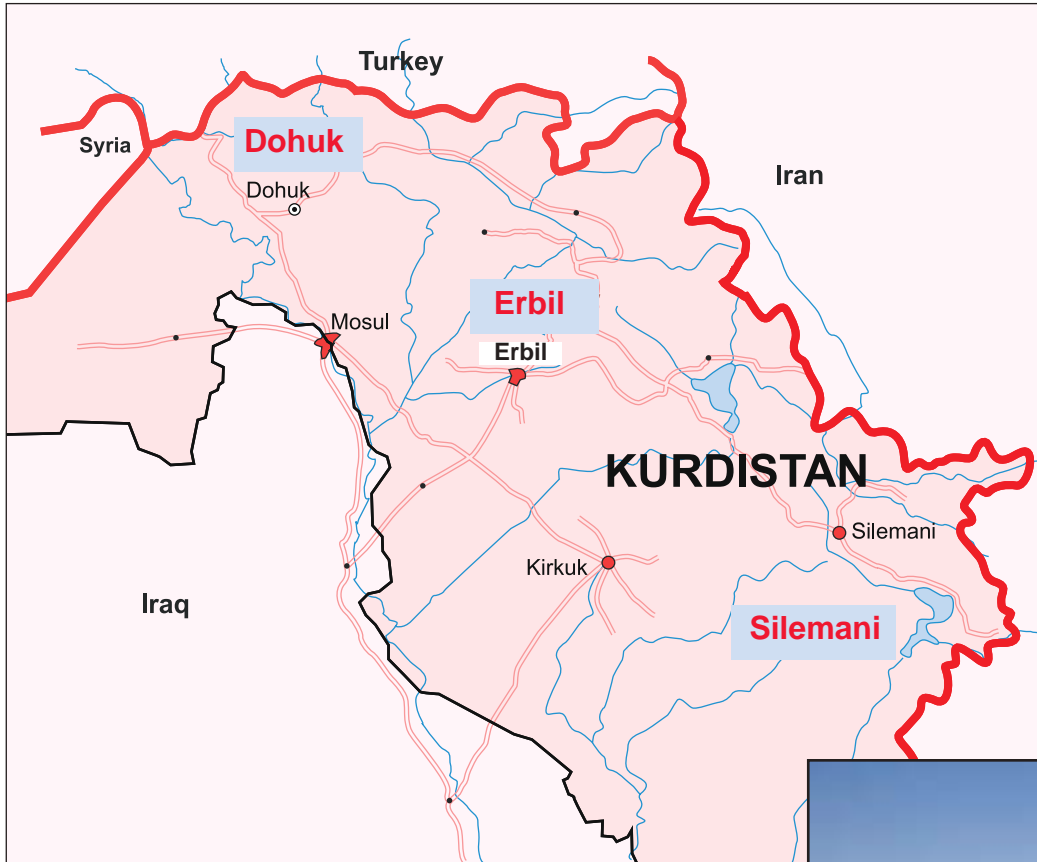 Turkey
Syria
Dohuk
Dohuk
Iran
Erbil
Mosul
Erbil
KURDISTAN
Silemani
Kirkuk
Iraq
Silemani